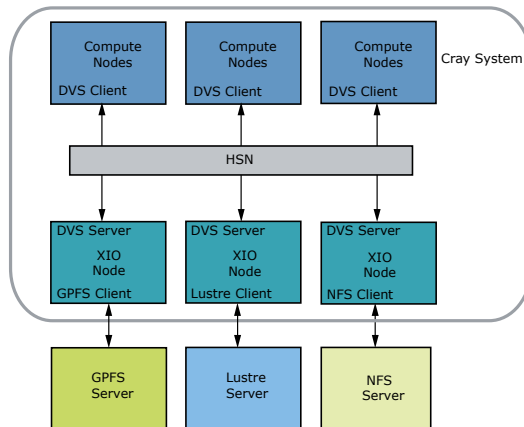 Compute
Nodes
DVS Client
Compute
Nodes
DVS Client
Compute
Nodes
DVS Client
Cray System
HSN
DVS Server
XIO
Node
GPFS Client
DVS Server
XIO
Node
Lustre Client
DVS Server
XIO
Node
NFS Client
GPFS
Server
Lustre
Server
NFS
Server